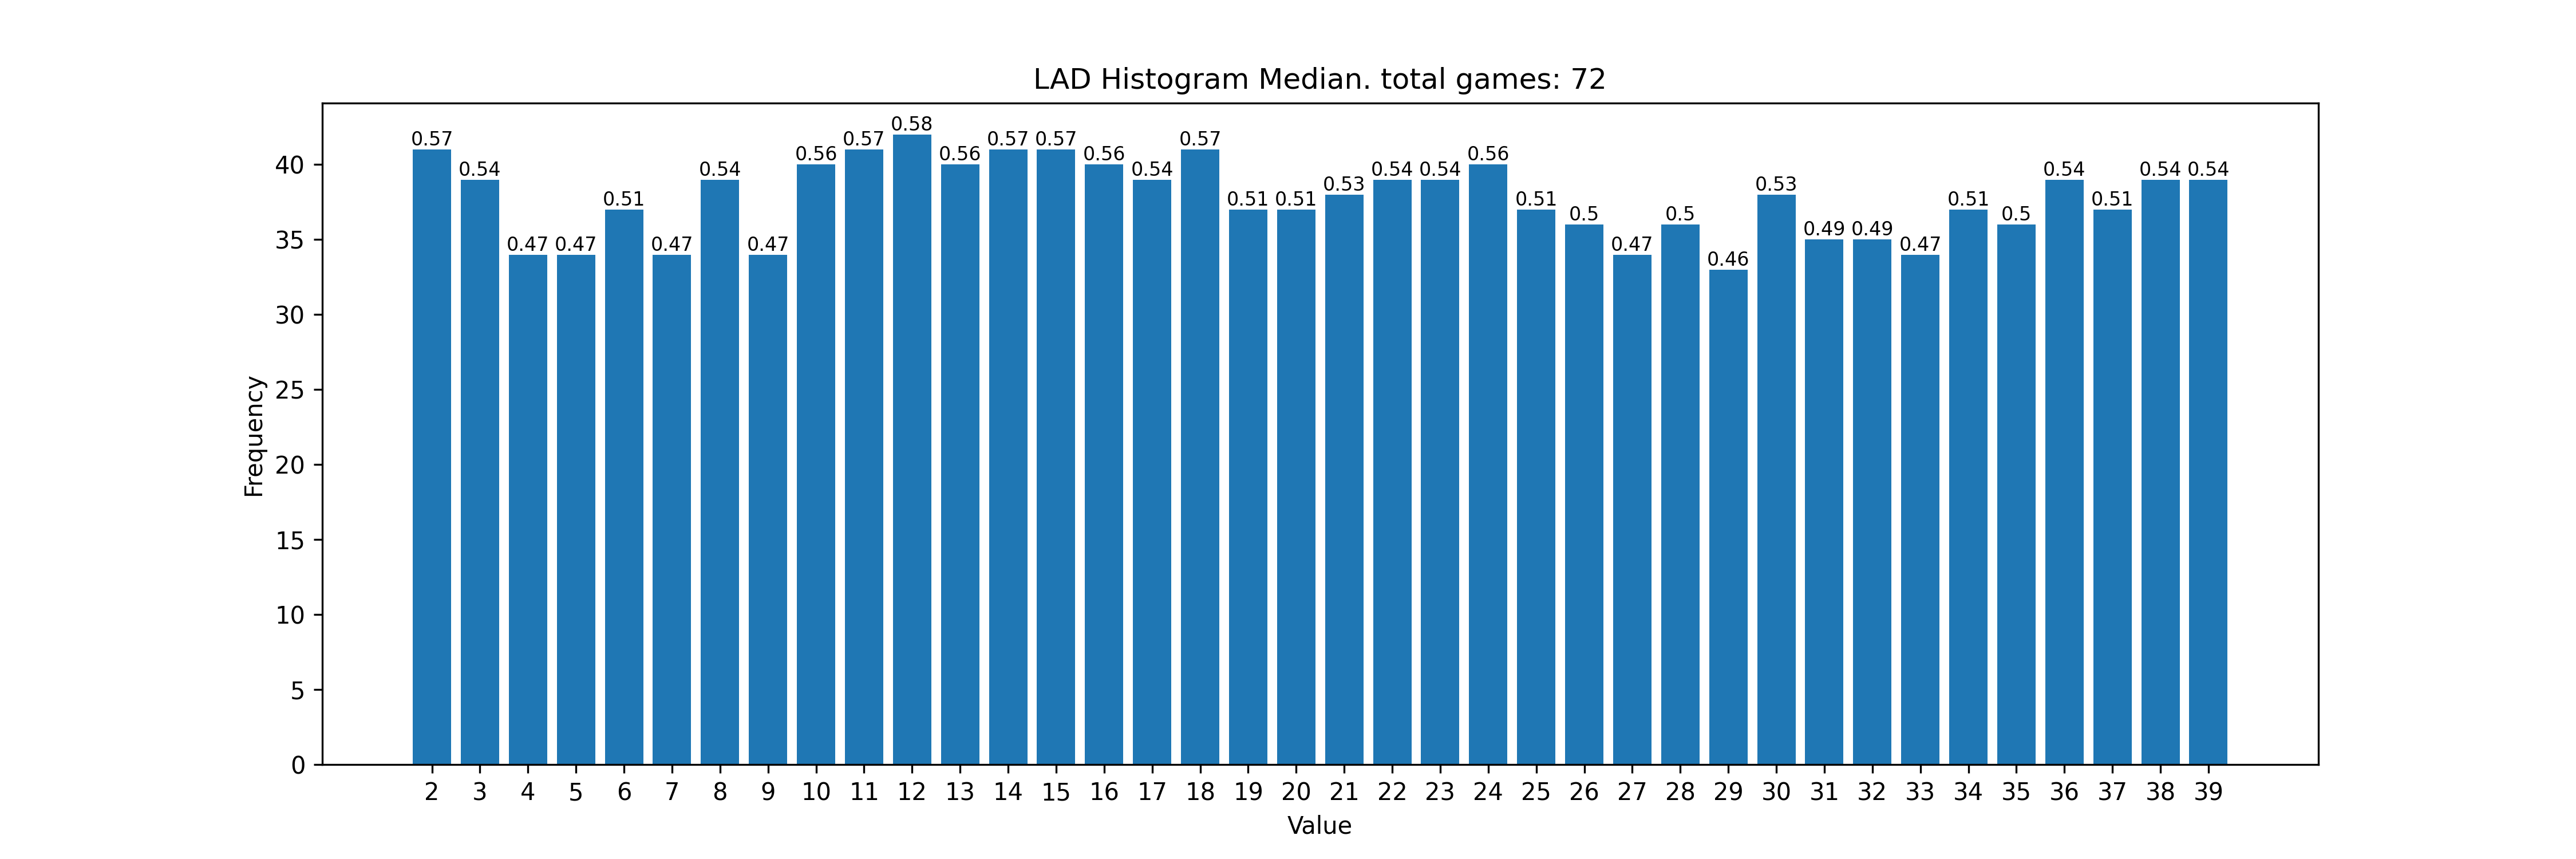 LAD Histogram Median. total games: 72
0.57 0.54 0.47 0.47 0.51 0.47 0.54 0.47 0.56 0.57 0.58 0.56 0.57 0.57 0.56 0.54 0.57 0.51 0.51 0.53 0.54 0.54 0.56 0.51 0.5 0.47 0.5 0.46 0.53 0.49 0.49 0.47 0.51 0.5 0.54 0.51 0.54 0.54
40
35
30
25
20
15
10
5
0
Frequency
2 3 4 5 6 7 8 9 10 11 12 13 14 15 16 17 18 19 20 21 22 23 24 25 26 27 28 29 30 31 32 33 34 35 36 37 38 39
Value